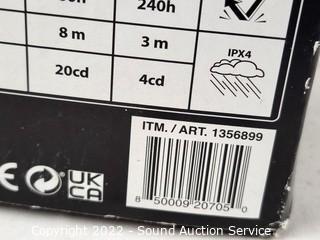 240h
8 m 3 m
IPX4
20cd 4cd
ITM. / ART. 1356899
CE UK
CA
8 50009 20705 0
Copyright 2022 - Sound Auction Service